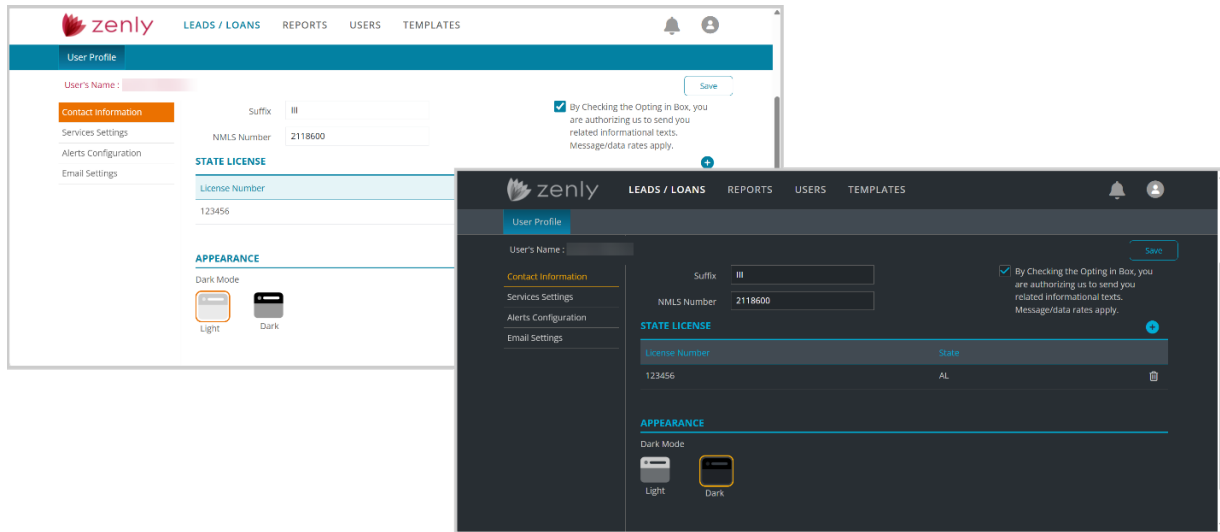 zenly LEADS / LOANS REPORTS USERS TEMPLATES
User Profile
User's Name :
Save
Contact Information
Services Settings
Alerts Configuration
Email Settings
Suffix III
NMLS Number 2118600
By Checking the Opting in Box, you
are authorizing us to send you
related informational texts.
Message/data rates apply.
STATE LICENSE
License Number
123456
APPEARANCE
Dark Mode
Light Dark
zenly LEADS / LOANS REPORTS USERS TEMPLATES
User Profile
User's Name :
Save
Contact Information
Services Settings
Alerts Configuration
Email Settings
Suffix III
NMLS Number 2118600
By Checking the Opting in Box, you
are authorizing us to send you
related informational texts.
Message/data rates apply.
STATE LICENSE
License Number State
123456 AL
APPEARANCE
Dark Mode
Light Dark